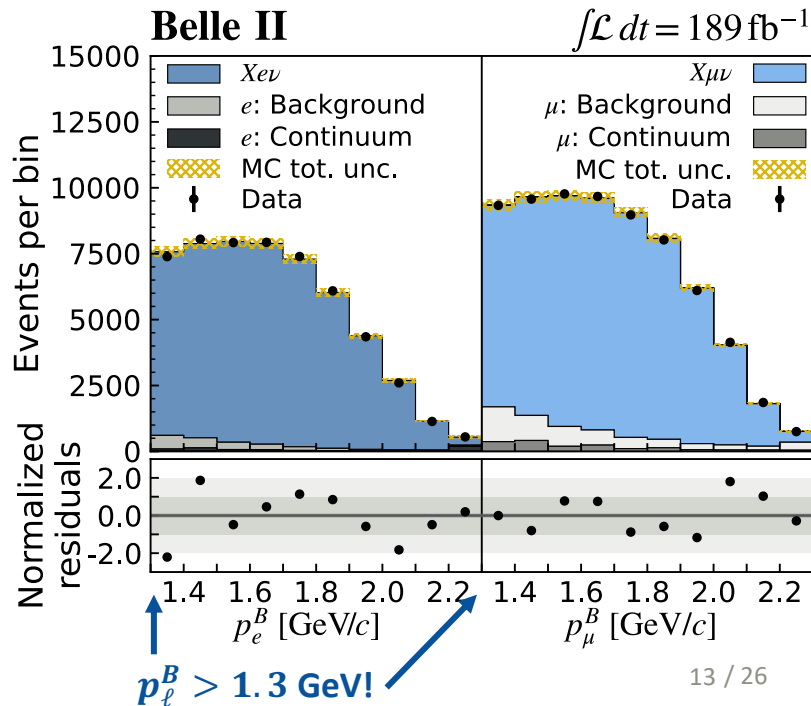 Belle II
∫ℒ dt = 189 fb⁻¹
Events per bin
15000
12500
10000
7500
5000
2500
0
Xeν
e: Background
e: Continuum
MC tot. unc.
Data
Xμν
μ: Background
μ: Continuum
MC tot. unc.
Data
Normalized
residuals
2.0
0.0
-2.0
1.4 1.6 1.8 2.0 2.2 1.4 1.6 1.8 2.0 2.2
p_e^B [GeV/c]
p_μ^B [GeV/c]
p_ℓ^B > 1.3 GeV!
13 / 26